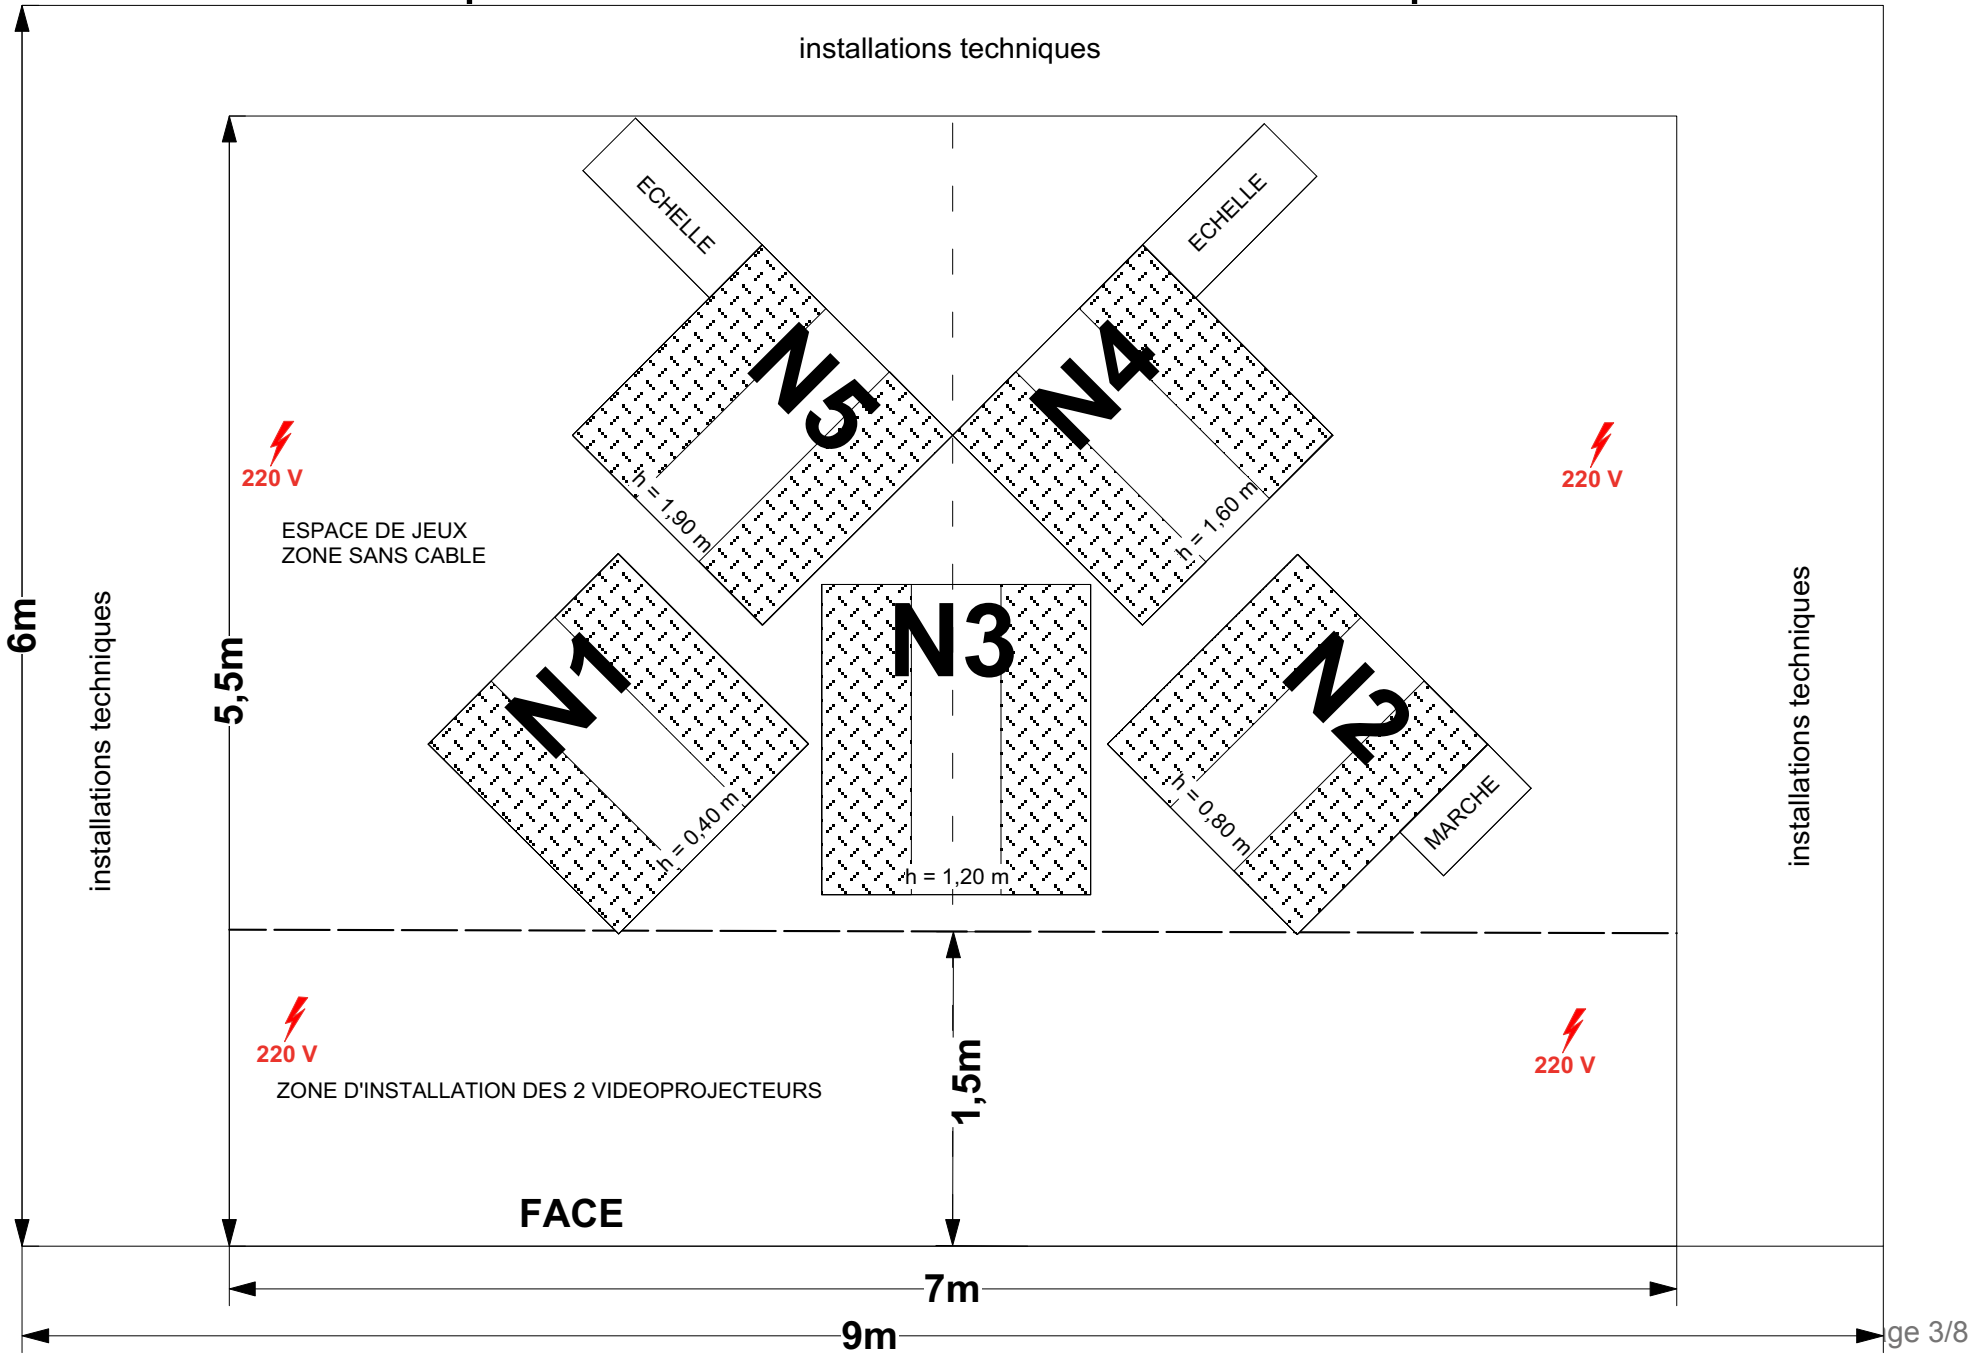 installations techniques
ECHELLE
ECHELLE
N5
N4
220 V
220 V
h = 1,90 m
h = 1,60 m
ESPACE DE JEUX
ZONE SANS CABLE
6m
installations techniques
5,5m
N1
N3
N2
installations techniques
h = 0,40 m
h = 1,20 m
h = 0,80 m
MARCHE
220 V
220 V
ZONE D'INSTALLATION DES 2 VIDEOPROJECTEURS
1,5m
FACE
7m
9m
ge 3/8